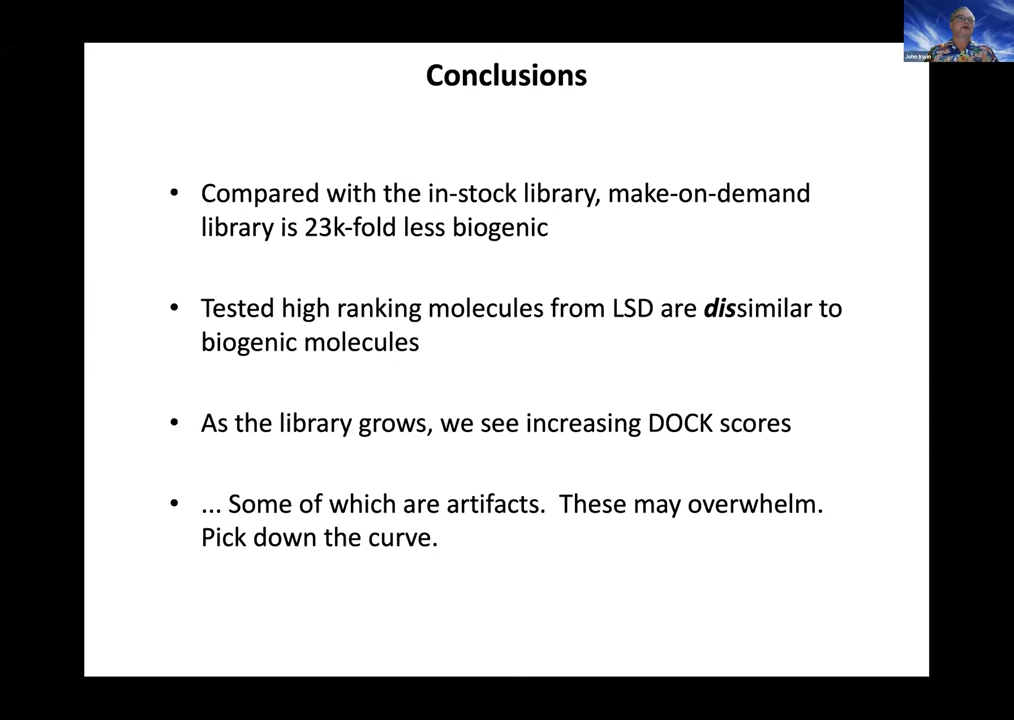 John Irwin
Conclusions
• Compared with the in-stock library, make-on-demand
library is 23k-fold less biogenic
• Tested high ranking molecules from LSD are dissimilar to
biogenic molecules
• As the library grows, we see increasing DOCK scores
• ... Some of which are artifacts.  These may overwhelm.
Pick down the curve.